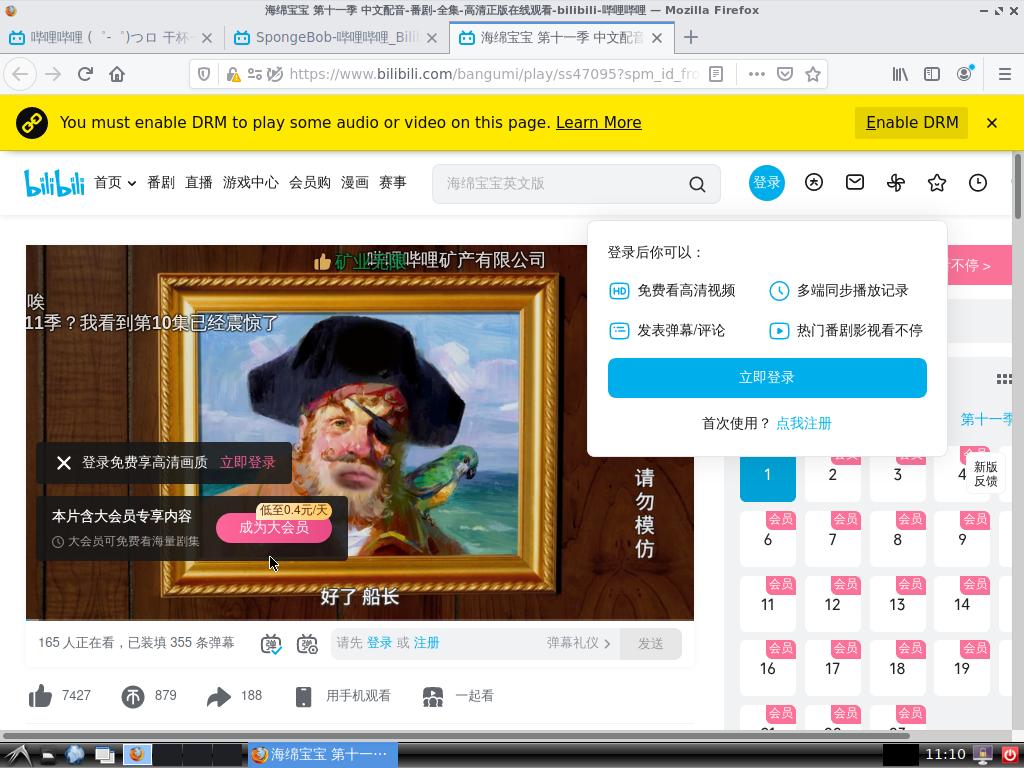 海绵宝宝 第十一季 中文配音-番剧-全集-高清正版在线观看-bilibili-哔哩哔哩 — Mozilla Firefox
哔哩哔哩 (゜-゜)つロ 干杯
SpongeBob-哔哩哔哩_Bili
海绵宝宝 第十一季 中文配音
https://www.bilibili.com/bangumi/play/ss47095?spm_id_fro
You must enable DRM to play some audio or video on this page. Learn More
Enable DRM
bilibili 首页 番剧 直播 游戏中心 会员购 漫画 赛事
海绵宝宝英文版
登录
登录后你可以：
免费看高清视频
多端同步播放记录
发表弹幕/评论
热门番剧影视看不停
立即登录
首次使用？ 点我注册
不停 >
矿业无限
哔哩哔哩矿产有限公司
唉
11季？我看到第10集已经震惊了
登录免费享高清画质 立即登录
本片含大会员专享内容
低至0.4元/天
成为大会员
大会员可免费看海量剧集
请勿模仿
好了 船长
165 人正在看，已装填 355 条弹幕
请先 登录 或 注册
弹幕礼仪
发送
7427
879
188
用手机观看
一起看
第十一季
新版
反馈
1 2 3 4
会员 会员 会员 会员
6 7 8 9
会员 会员 会员 会员
11 12 13 14
会员 会员 会员 会员
16 17 18 19
会员 会员 会员
海绵宝宝 第十一…
11:10